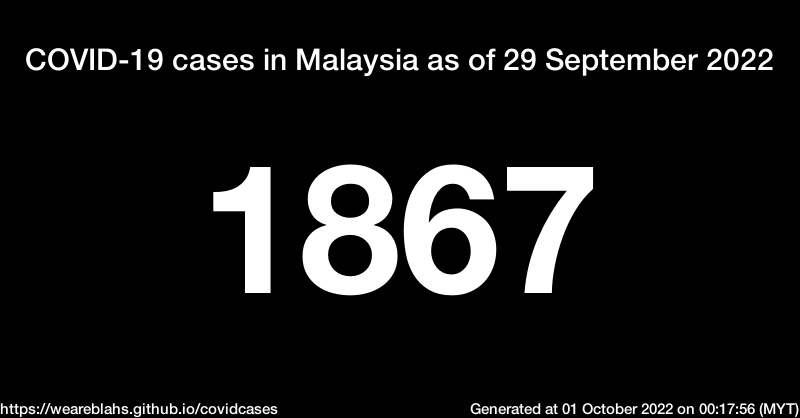 COVID-19 cases in Malaysia as of 29 September 2022
1867
https://weareblahs.github.io/covidcases
Generated at 01 October 2022 on 00:17:56 (MYT)